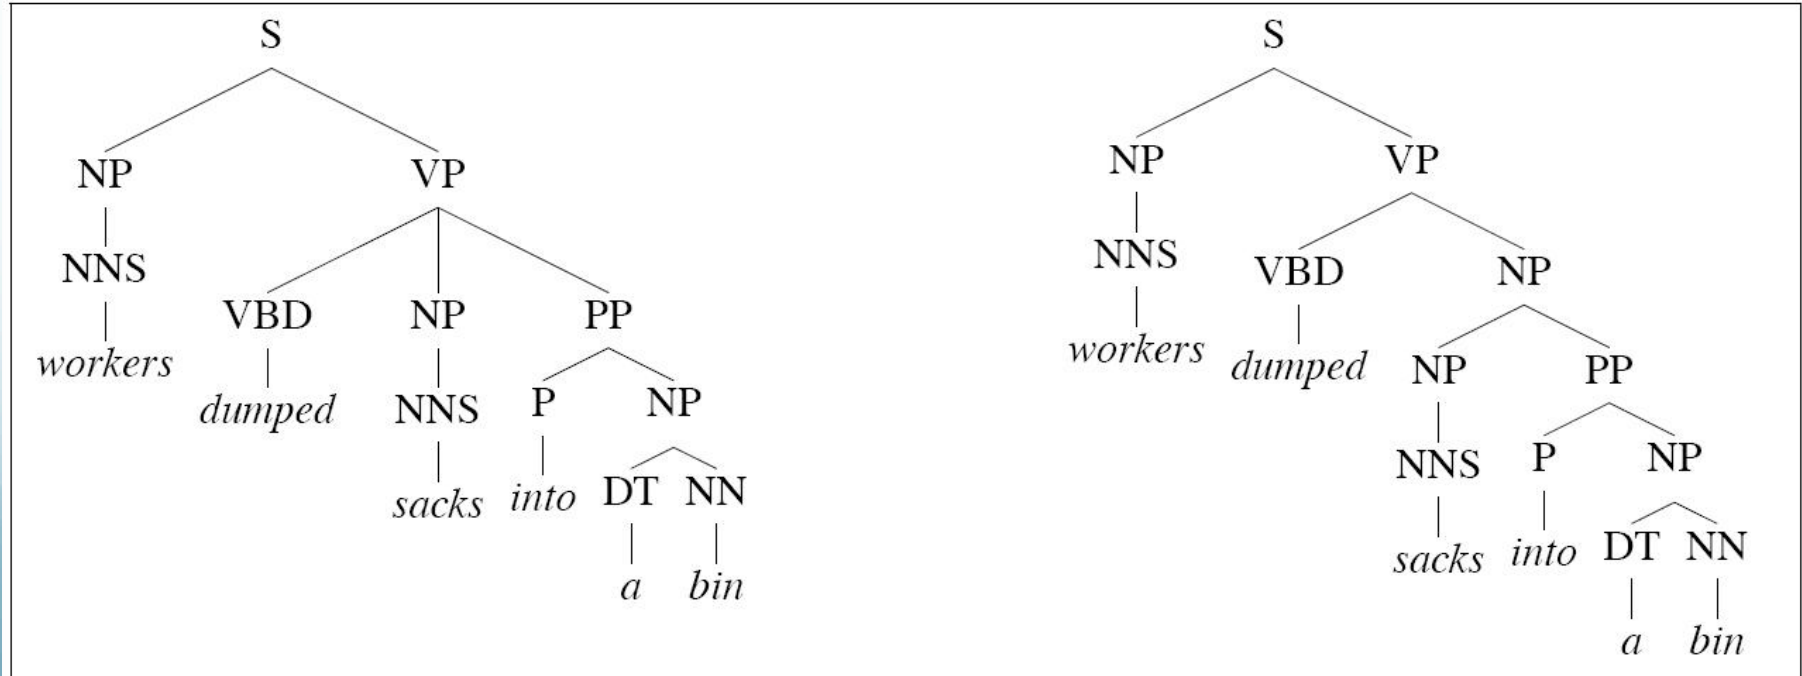 S
NP VP
NNS
VBD NP PP
workers
dumped NNS P NP
sacks into DT NN
a bin
S
NP VP
NNS VBD NP
workers dumped NP PP
NNS P NP
sacks into DT NN
a bin